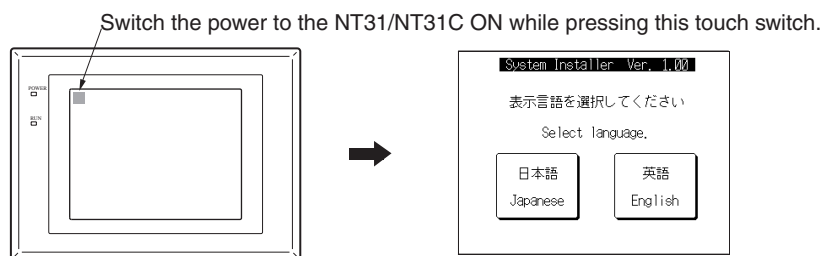 Switch the power to the NT31/NT31C ON while pressing this touch switch.
POWER
RUN
System Installer Ver. 1.00
表示言語を選択してください
Select language.
日本語
Japanese
英語
English